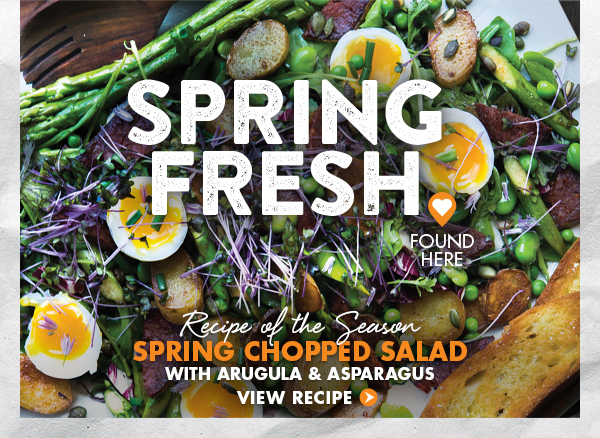 SPRING
FRESH
FOUND
HERE
Recipe of the Season
SPRING CHOPPED SALAD
WITH ARUGULA & ASPARAGUS
VIEW RECIPE